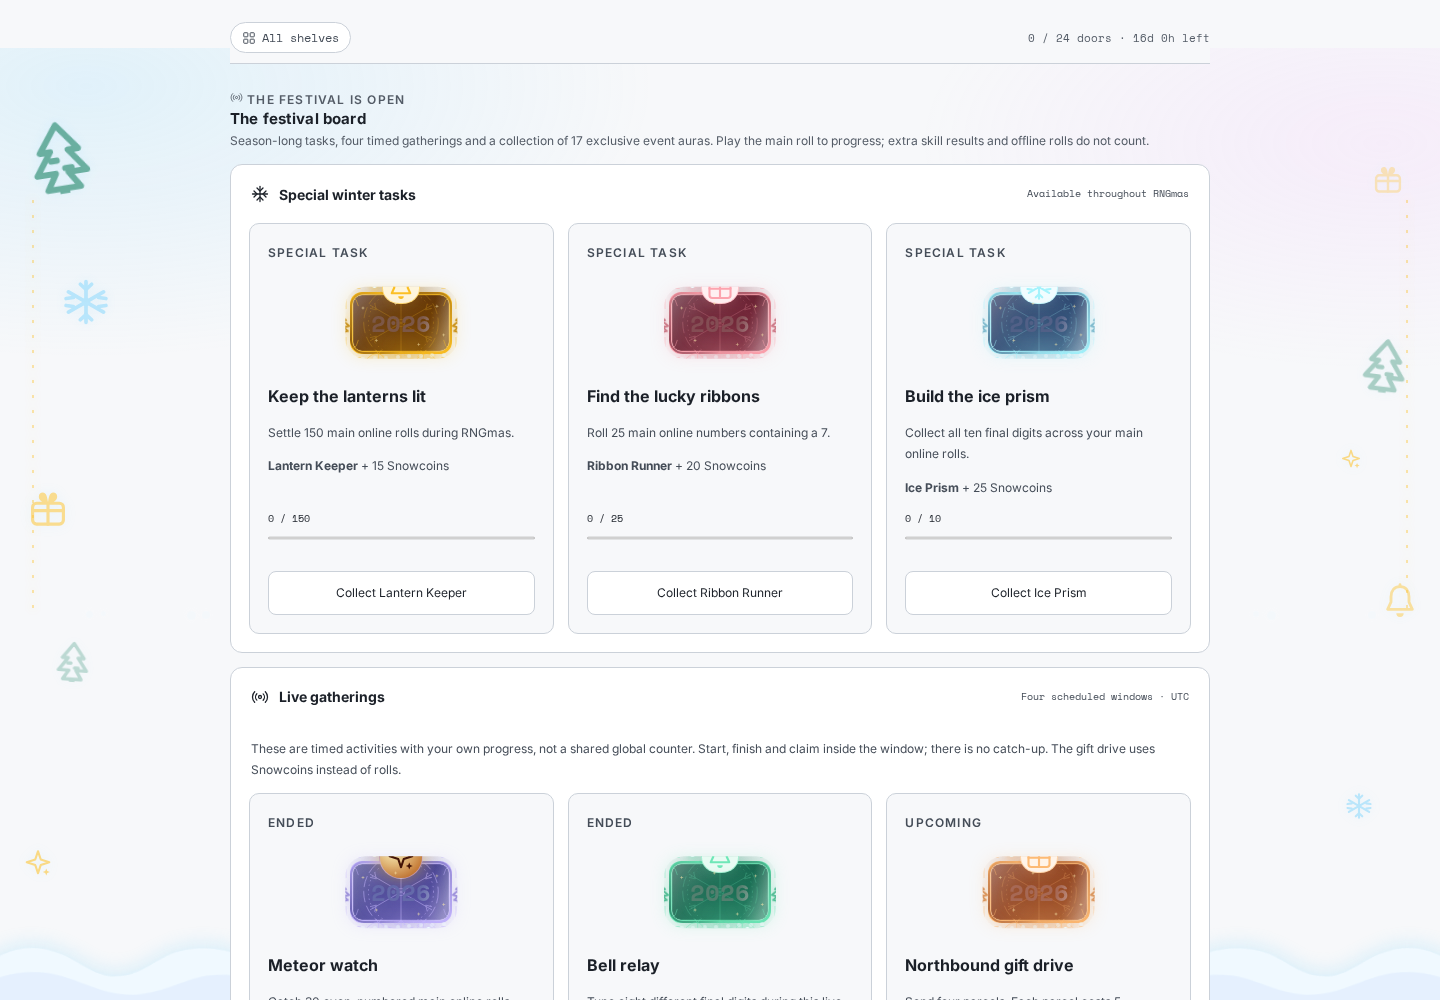 All shelves
0 / 24 doors · 16d 0h left
THE FESTIVAL IS OPEN
The festival board
Season-long tasks, four timed gatherings and a collection of 17 exclusive event auras. Play the main roll to progress; extra skill results and offline rolls do not count.
Special winter tasks
Available throughout RNGmas
SPECIAL TASK
2026
Keep the lanterns lit
Settle 150 main online rolls during RNGmas.
Lantern Keeper + 15 Snowcoins
0 / 150
Collect Lantern Keeper
SPECIAL TASK
2026
Find the lucky ribbons
Roll 25 main online numbers containing a 7.
Ribbon Runner + 20 Snowcoins
0 / 25
Collect Ribbon Runner
SPECIAL TASK
2026
Build the ice prism
Collect all ten final digits across your main
online rolls.
Ice Prism + 25 Snowcoins
0 / 10
Collect Ice Prism
Live gatherings
Four scheduled windows · UTC
These are timed activities with your own progress, not a shared global counter. Start, finish and claim inside the window; there is no catch-up. The gift drive uses
Snowcoins instead of rolls.
ENDED
2026
Meteor watch
ENDED
2026
Bell relay
UPCOMING
2026
Northbound gift drive